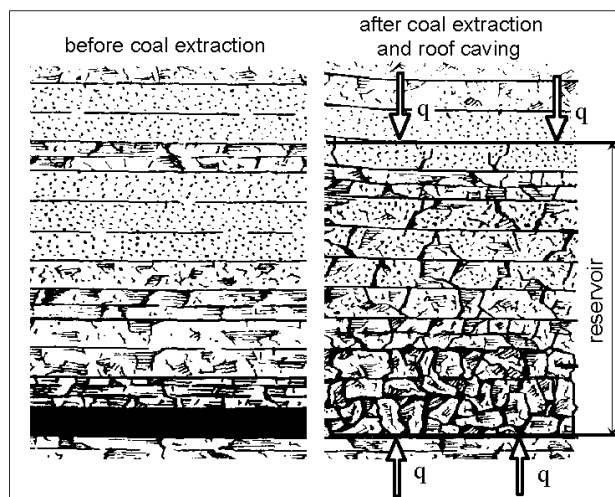 before coal extraction
after coal extraction
and roof caving
q
q
reservoir
q
q